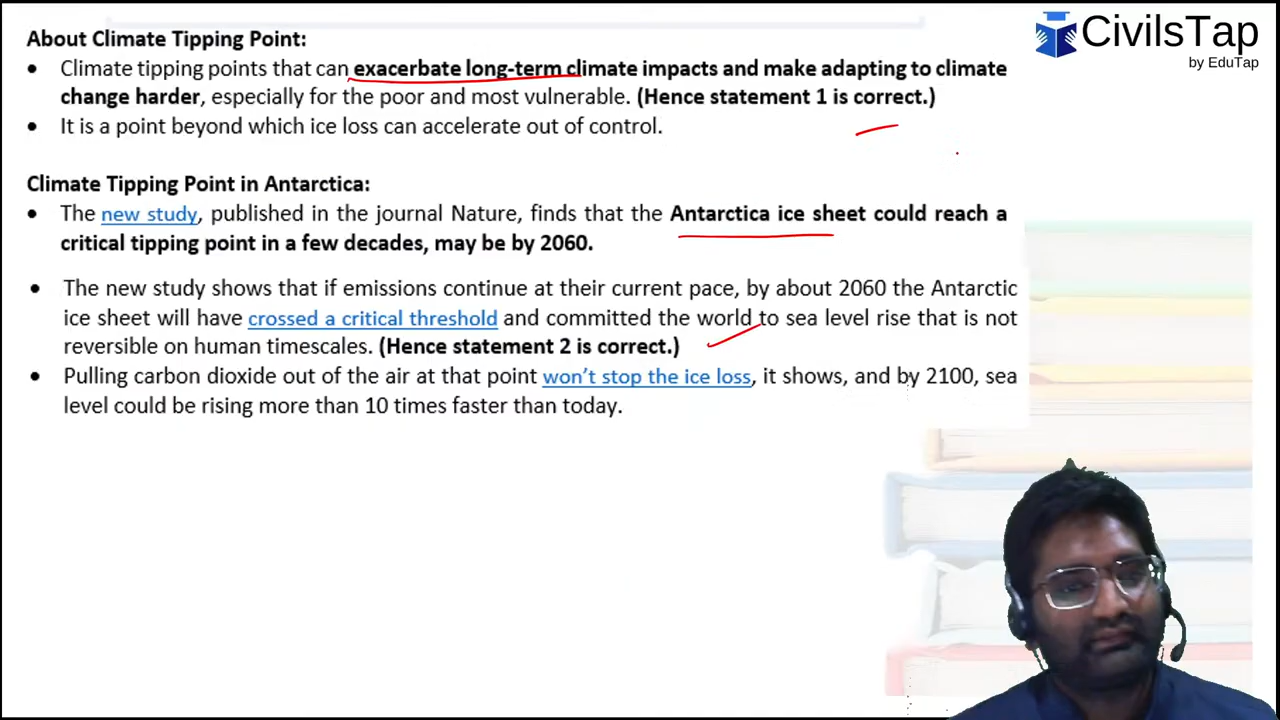 CivilsTap
by EduTap
About Climate Tipping Point:
• Climate tipping points that can exacerbate long-term climate impacts and make adapting to climate
change harder, especially for the poor and most vulnerable. (Hence statement 1 is correct.)
• It is a point beyond which ice loss can accelerate out of control.
Climate Tipping Point in Antarctica:
• The new study, published in the journal Nature, finds that the Antarctica ice sheet could reach a
critical tipping point in a few decades, may be by 2060.
• The new study shows that if emissions continue at their current pace, by about 2060 the Antarctic
ice sheet will have crossed a critical threshold and committed the world to sea level rise that is not
reversible on human timescales. (Hence statement 2 is correct.)
• Pulling carbon dioxide out of the air at that point won’t stop the ice loss, it shows, and by 2100, sea
level could be rising more than 10 times faster than today.